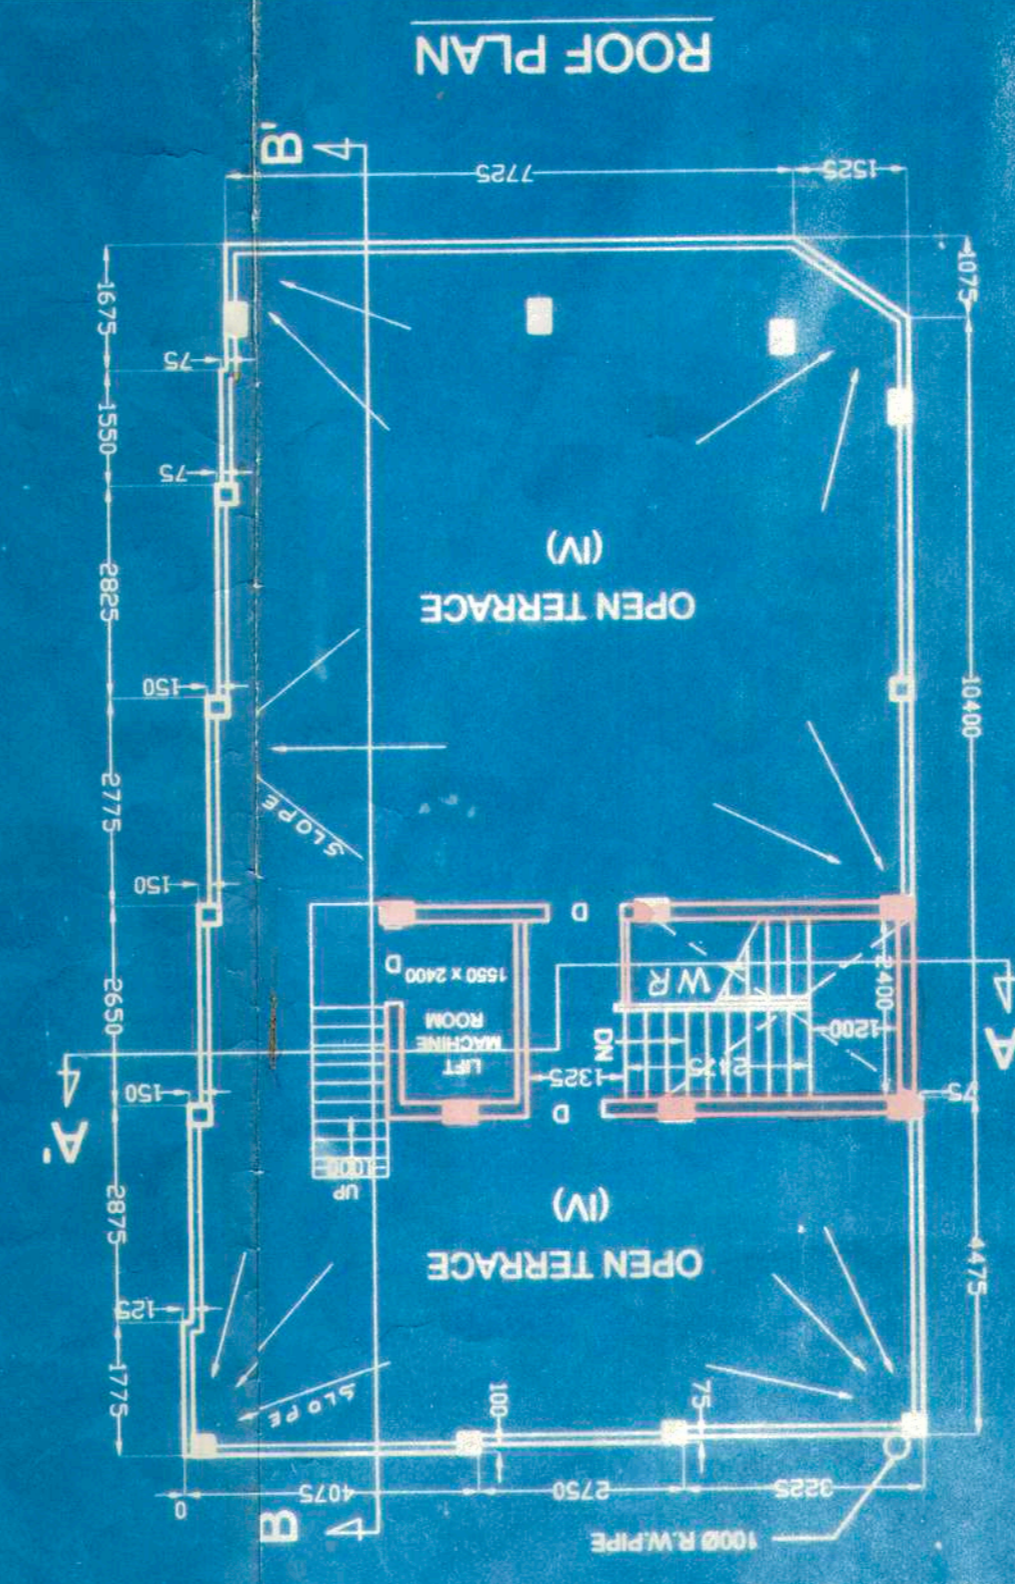 100Ø R.W.PIPE
B
3225
2750
4075
0
75
100
SLOPE
1775
125
4475
OPEN TERRACE
(IV)
UP
1000
2875
A'
75
150
D
1325
2475
1200
DN
A
LIFT
MACHINE
ROOM
1550 x 2400
2400
W R
D
D
2650
150
SLOPE
2775
10400
150
OPEN TERRACE
(IV)
2825
75
1550
75
1675
1075
1525
7725
B'
ROOF PLAN